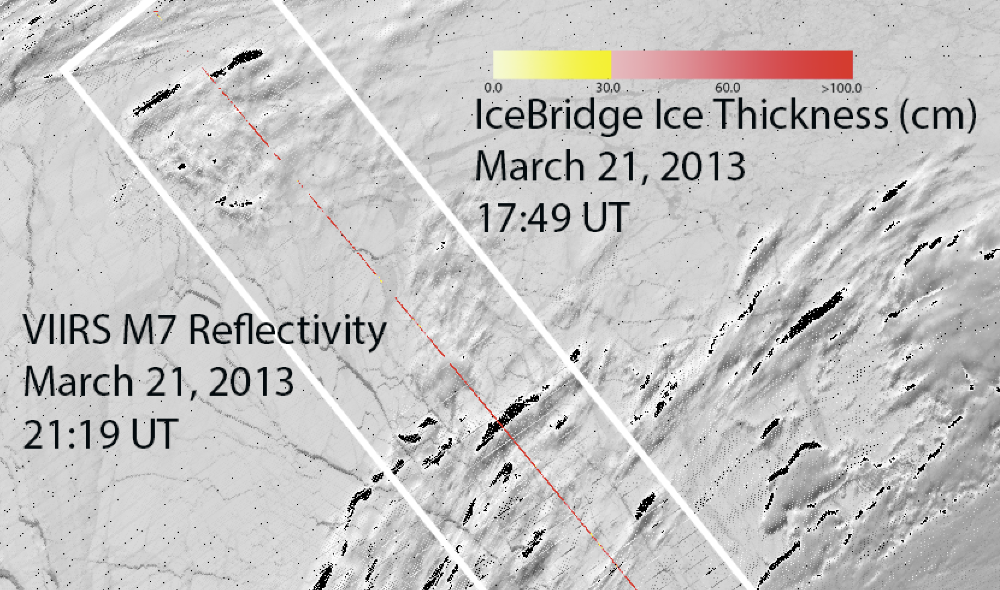 0.0 30.0 60.0 >100.0
IceBridge Ice Thickness (cm)
March 21, 2013
17:49 UT
VIIRS M7 Reflectivity
March 21, 2013
21:19 UT